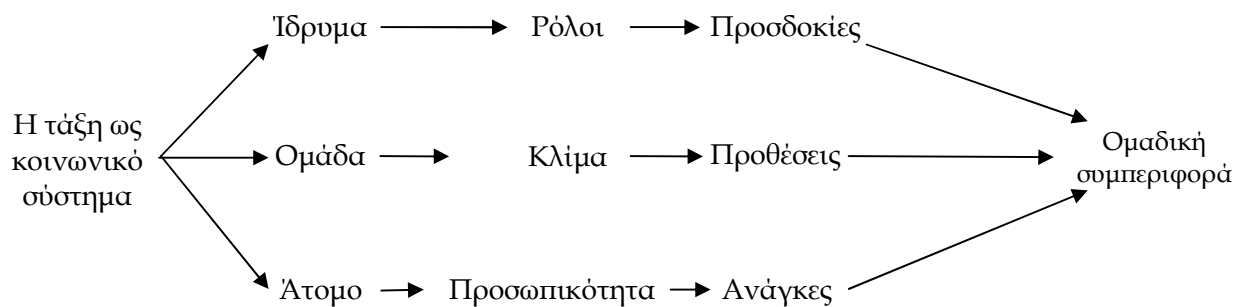 Ίδρυμα Ρόλοι Προσδοκίες
Η τάξη ως
κοινωνικό
σύστημα
Ομάδα Κλίμα Προθέσεις
Ομαδική
συμπεριφορά
Άτομο Προσωπικότητα Ανάγκες